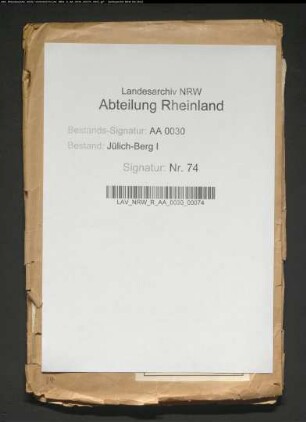 Landesarchiv NRW
Abteilung Rheinland
Bestands-Signatur: AA 0030
Bestand: Jülich-Berg I
Signatur: Nr. 74
LAV_NRW_R_AA_0030_00074